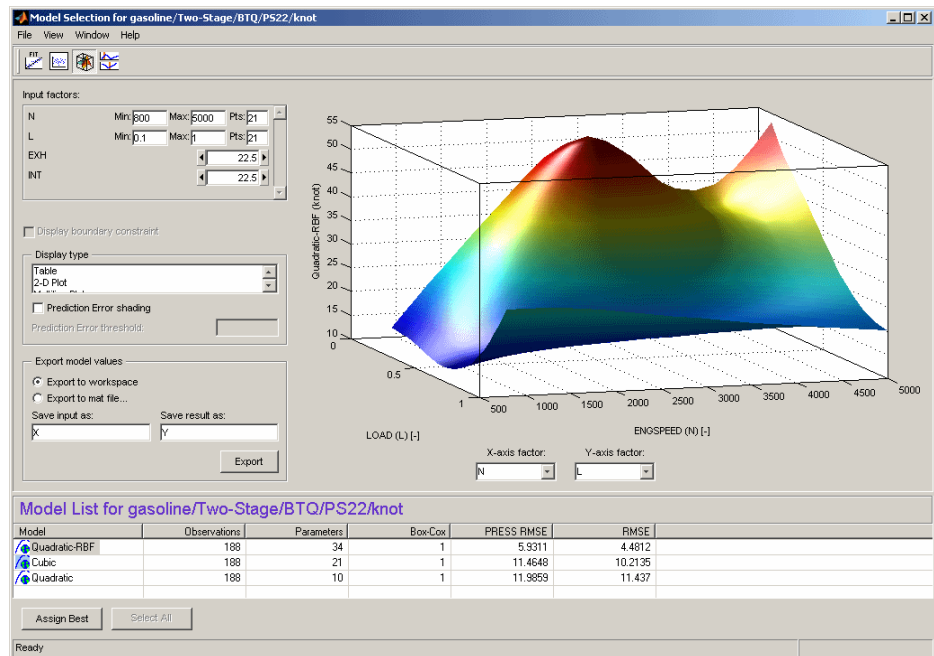 Model Selection for gasoline/Two-Stage/BTQ/PS22/knot
File View Window Help
FIT
Input factors:
N Min: 800 Max: 5000 Pts: 21
L Min: 0.1 Max: 1 Pts: 21
EXH 22.5
INT 22.5
Display boundary constraint
Display type
Table
2-D Plot
Prediction Error shading
Prediction Error threshold:
Export model values
Export to workspace
Export to mat file...
Save input as: Save result as:
X Y
Export
Quadratic-RBF (knot)
55
50
45
40
35
30
25
20
15
10
0
0.5
1
LOAD (L) [-]
500 1000 1500 2000 2500 3000 3500 4000 4500 5000
ENGSPEED (N) [-]
X-axis factor: Y-axis factor:
N L
Model List for gasoline/Two-Stage/BTQ/PS22/knot
Model Observations Parameters Box-Cox PRESS RMSE RMSE
Quadratic-RBF 188 34 1 5.9311 4.4812
Cubic 188 21 1 11.4648 10.2135
Quadratic 188 10 1 11.9859 11.437
Assign Best Select All
Ready